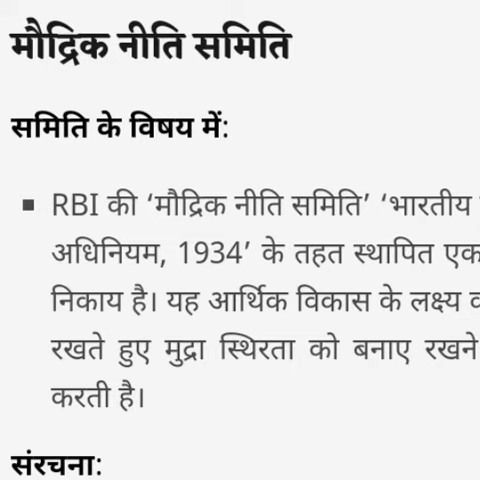 मौद्रिक नीति समिति
समिति के विषय में:
▪ RBI की ‘मौद्रिक नीति समिति’ ‘भारतीय
अधिनियम, 1934’ के तहत स्थापित एक
निकाय है। यह आर्थिक विकास के लक्ष्य
रखते हुए मुद्रा स्थिरता को बनाए रखने
करती है।
संरचना: